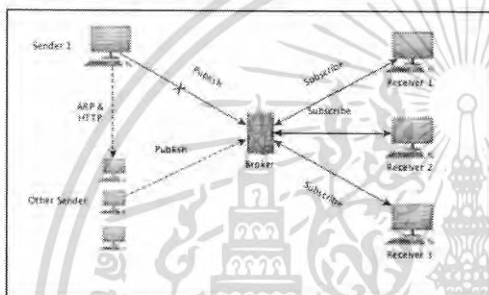 Sender 1
Publish
ARP &
HTTP
Publish
Other Sender
Broker
Subscribe
Receiver 1
Subscribe
Receiver 2
Subscribe
Receiver 3